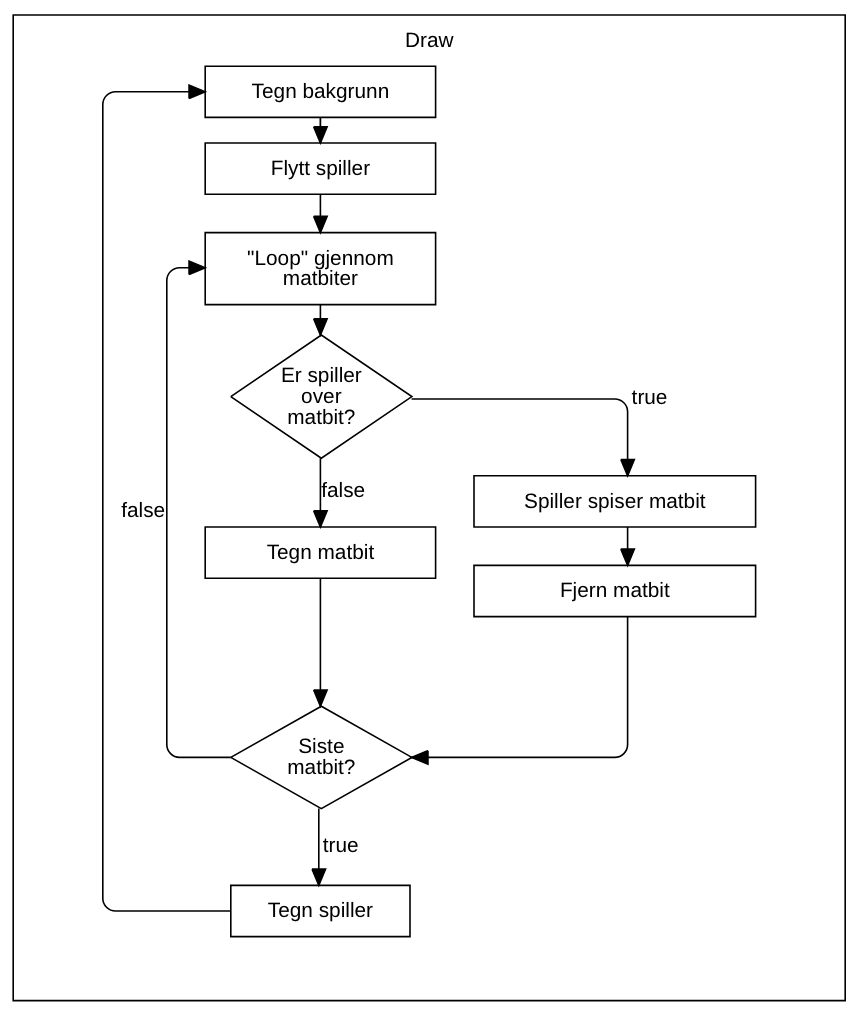 Draw
Tegn bakgrunn
Flytt spiller
"Loop" gjennom
matbiter
Er spiller
over
matbit?
true
false
false
Spiller spiser matbit
Tegn matbit
Fjern matbit
Siste
matbit?
true
Tegn spiller